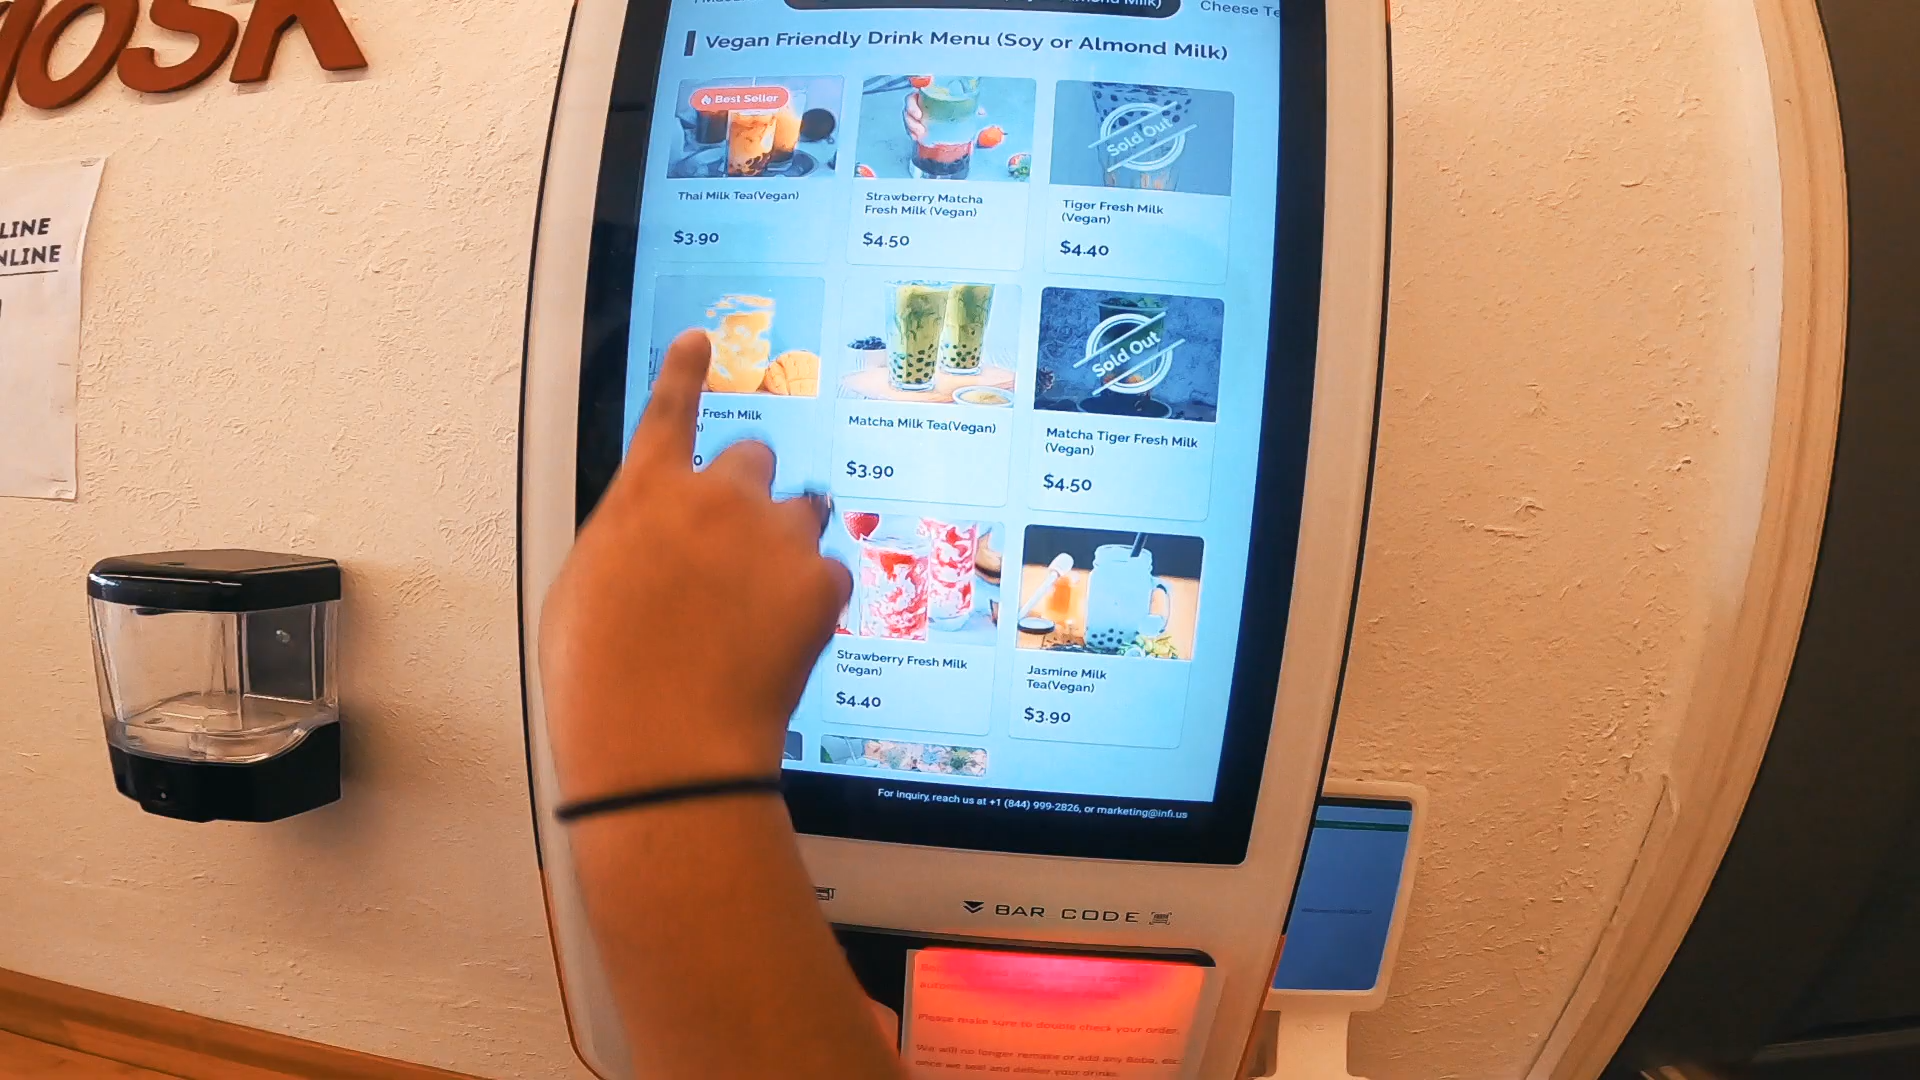 IOSK
LINE
NLINE
Cheese Te
Vegan Friendly Drink Menu (Soy or Almond Milk)
Best Seller
Thai Milk Tea(Vegan)
$3.90
Strawberry Matcha
Fresh Milk (Vegan)
$4.50
Sold Out
Tiger Fresh Milk
(Vegan)
$4.40
Fresh Milk
Matcha Milk Tea(Vegan)
$3.90
Sold Out
Matcha Tiger Fresh Milk
(Vegan)
$4.50
Strawberry Fresh Milk
(Vegan)
$4.40
Jasmine Milk
Tea(Vegan)
$3.90
For inquiry, reach us at +1 (844) 999-2826, or marketing@infi.us
BAR CODE
Please make sure to double check your order.
We will no longer remake or add any Boba, etc.
once we seal and deliver your drinks.